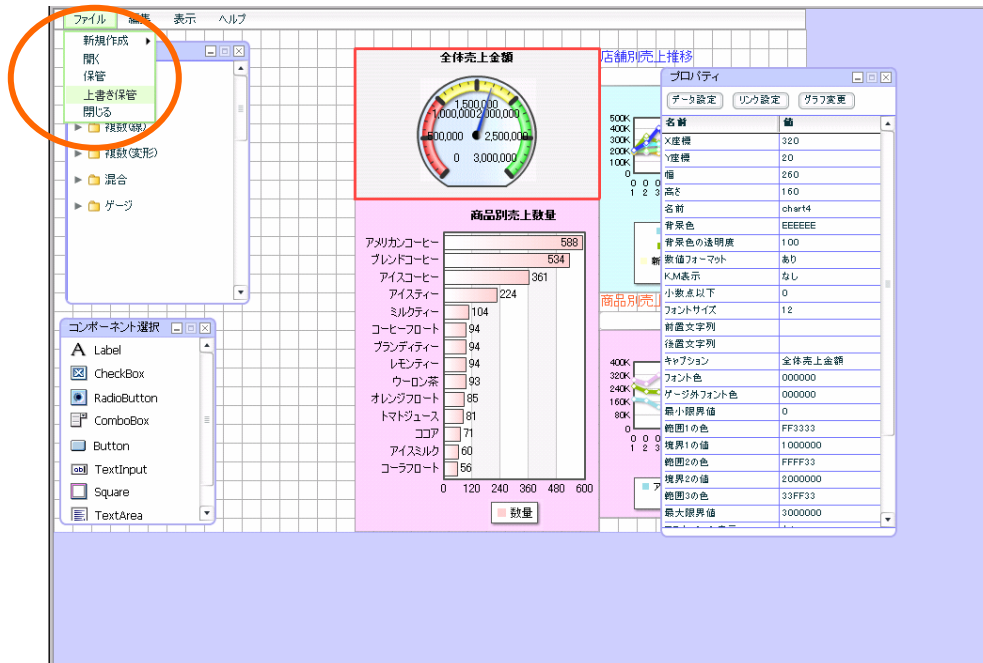 ファイル 編集 表示 ヘルプ
新規作成
開く
保管
上書き保管
閉じる
複数(線)
複数(変形)
混合
ゲージ
コンポーネント選択
Label
CheckBox
RadioButton
ComboBox
Button
TextInput
Square
TextArea
全体売上金額
1,500,000
1,000,000 2,000,000
500,000 2,500,000
0 3,000,000
商品別売上数量
アメリカンコーヒー 588
ブレンドコーヒー 534
アイスコーヒー 361
アイスティー 224
ミルクティー 104
コーヒーフロート 94
ブランディティー 94
レモンティー 94
ウーロン茶 93
オレンジフロート 85
トマトジュース 81
ココア 71
アイスミルク 60
コーラフロート 56
0 120 240 360 480 600
数量
店舗別売上推移
500K
400K
300K
200K
100K
0
0 0 0
1 2 3
新
商品別売上
400K
320K
240K
160K
80K
0
0 0 0
1 2 3
ア
プロパティ
データ設定 リンク設定 グラフ変更
名前 値
X座標 320
Y座標 20
幅 260
高さ 160
名前 chart4
背景色 EEEEEE
背景色の透明度 100
数値フォーマット あり
K,M表示 なし
小数点以下 0
フォントサイズ 12
前置文字列
後置文字列
キャプション 全体売上金額
フォント色 000000
ゲージ外フォント色 000000
最小限界値 0
範囲1の色 FF3333
境界1の値 1000000
範囲2の色 FFFF33
境界2の値 2000000
範囲3の色 33FF33
最大限界値 3000000